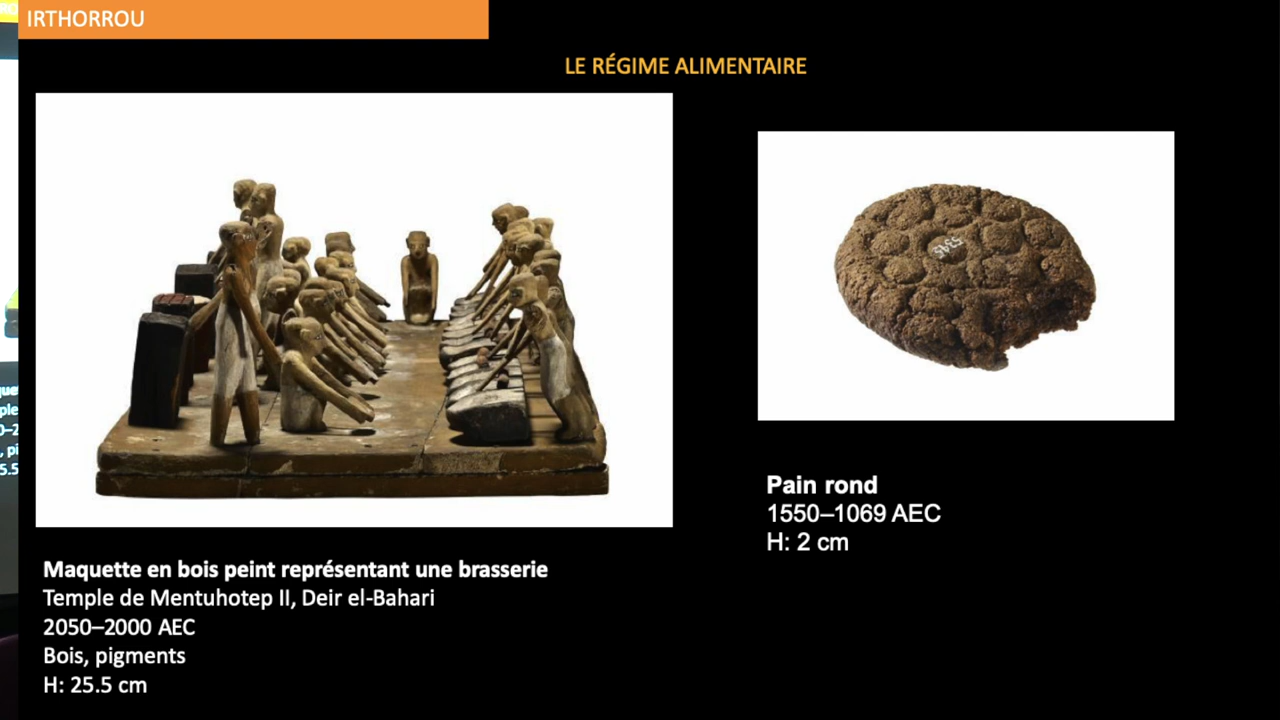 IRTHORROU
LE RÉGIME ALIMENTAIRE
5345
Maquette en bois peint représentant une brasserie
Temple de Mentuhotep II, Deir el-Bahari
2050–2000 AEC
Bois, pigments
H: 25.5 cm
Pain rond
1550–1069 AEC
H: 2 cm